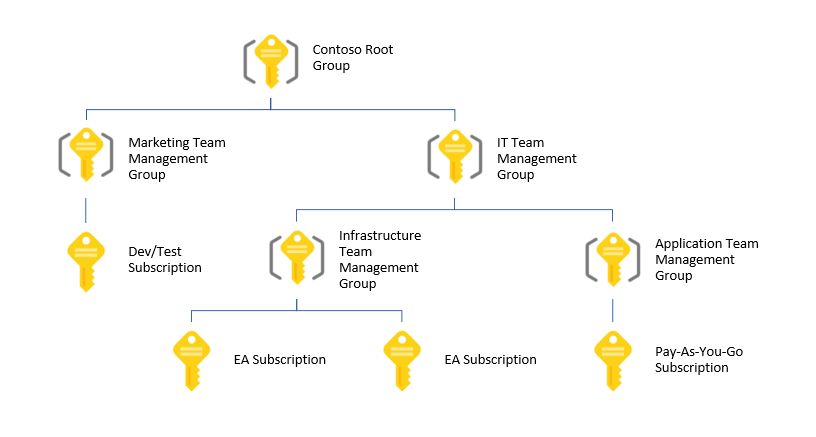 Contoso Root
Group
Marketing Team
Management
Group
IT Team
Management
Group
Dev/Test
Subscription
Infrastructure
Team
Management
Group
Application Team
Management
Group
EA Subscription
EA Subscription
Pay-As-You-Go
Subscription